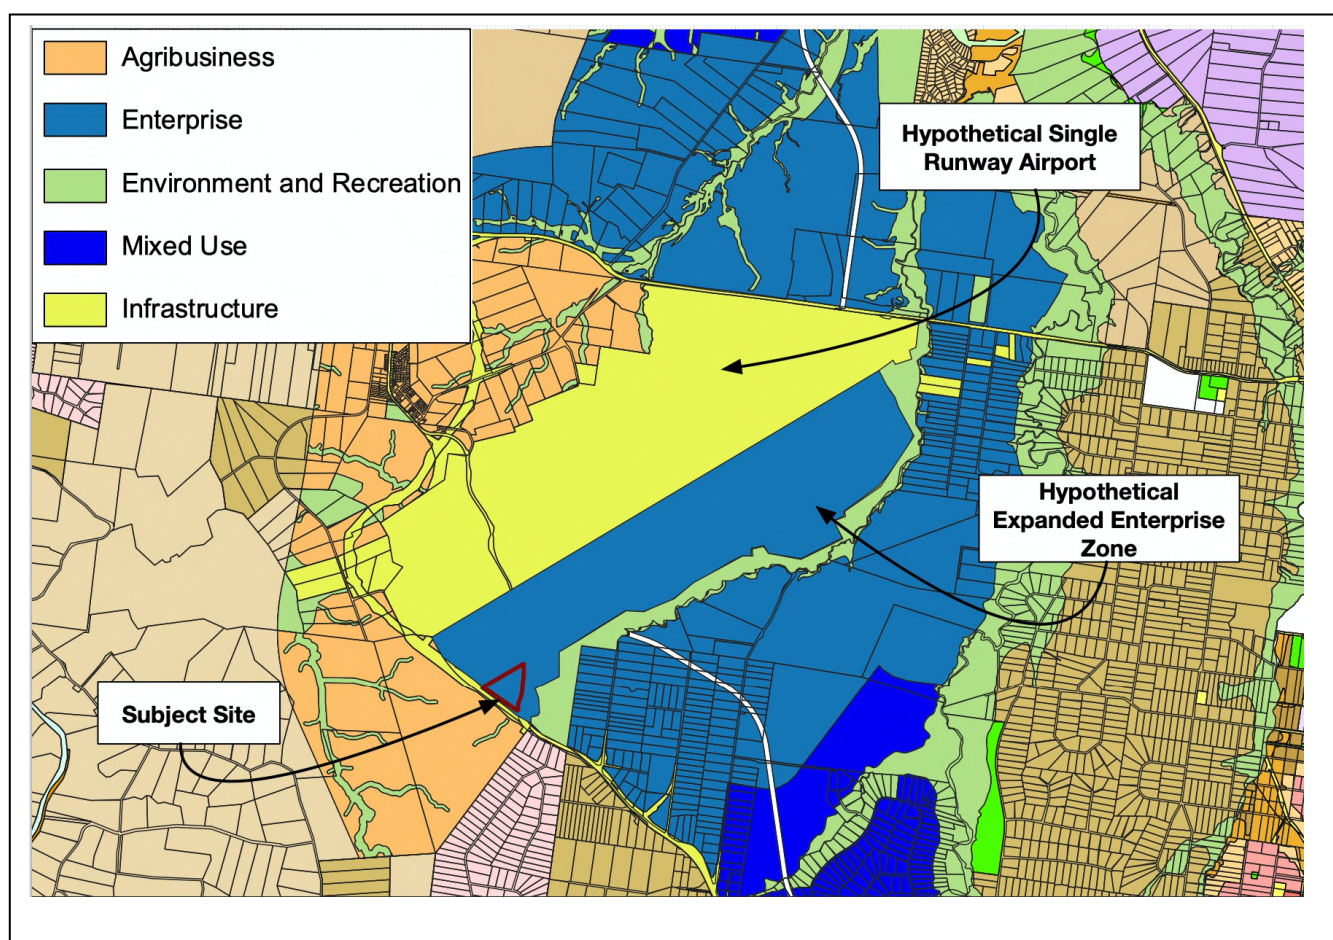 Agribusiness
Enterprise
Environment and Recreation
Mixed Use
Infrastructure
Hypothetical Single
Runway Airport
Hypothetical
Expanded Enterprise
Zone
Subject Site